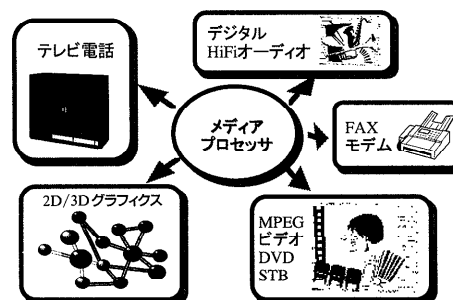 テレビ電話
デジタル
HiFiオーディオ
メディア
プロセッサ
FAX
モデム
2D/3Dグラフィクス
MPEG
ビデオ
DVD
STB